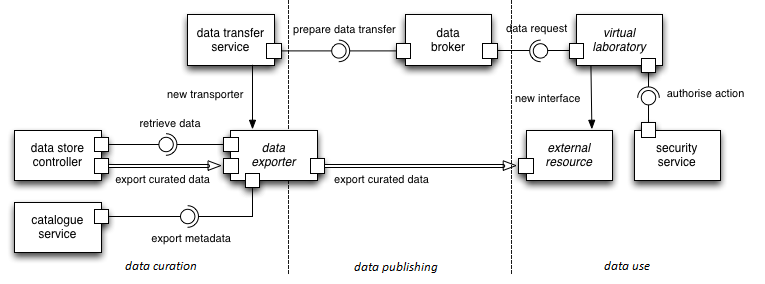 data transfer
service
prepare data transfer
data
broker
data request
virtual
laboratory
new transporter
new interface
authorise action
retrieve data
data store
controller
data
exporter
external
resource
security
service
export curated data
export curated data
catalogue
service
export metadata
data curation
data publishing
data use